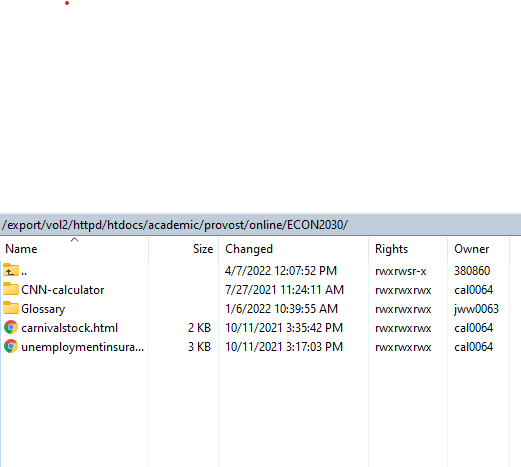 /export/vol2/httpd/htdocs/academic/provost/online/ECON2030/
Name Size Changed Rights Owner
.. 4/7/2022 12:07:52 PM rwxrwsr-x 380860
CNN-calculator 7/27/2021 11:24:11 AM rwxrwxrwx cal0064
Glossary 1/6/2022 10:39:55 AM rwxrwxrwx jww0063
carnivalstock.html 2 KB 10/11/2021 3:35:42 PM rwxrwxrwx cal0064
unemploymentinsura... 3 KB 10/11/2021 3:17:03 PM rwxrwxrwx cal0064